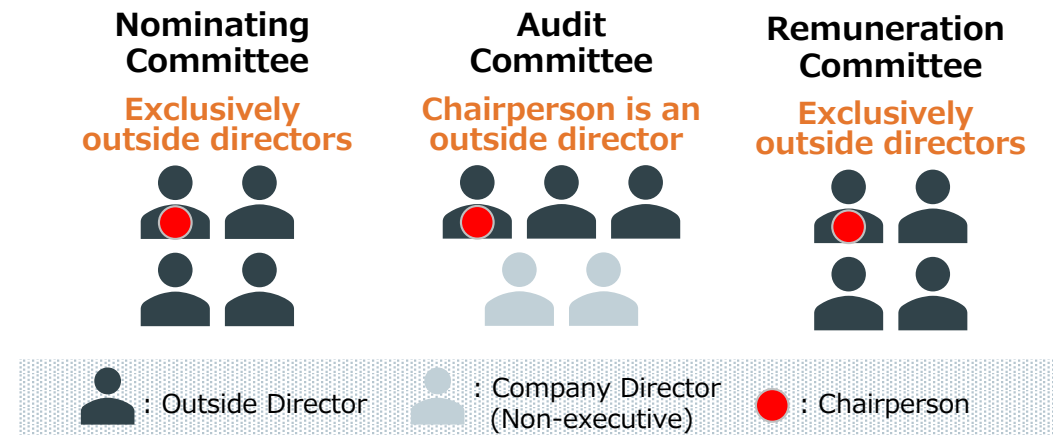 Nominating
Committee
Exclusively
outside directors
Audit
Committee
Chairperson is an
outside director
Remuneration
Committee
Exclusively
outside directors
: Outside Director
: Company Director
(Non-executive)
: Chairperson